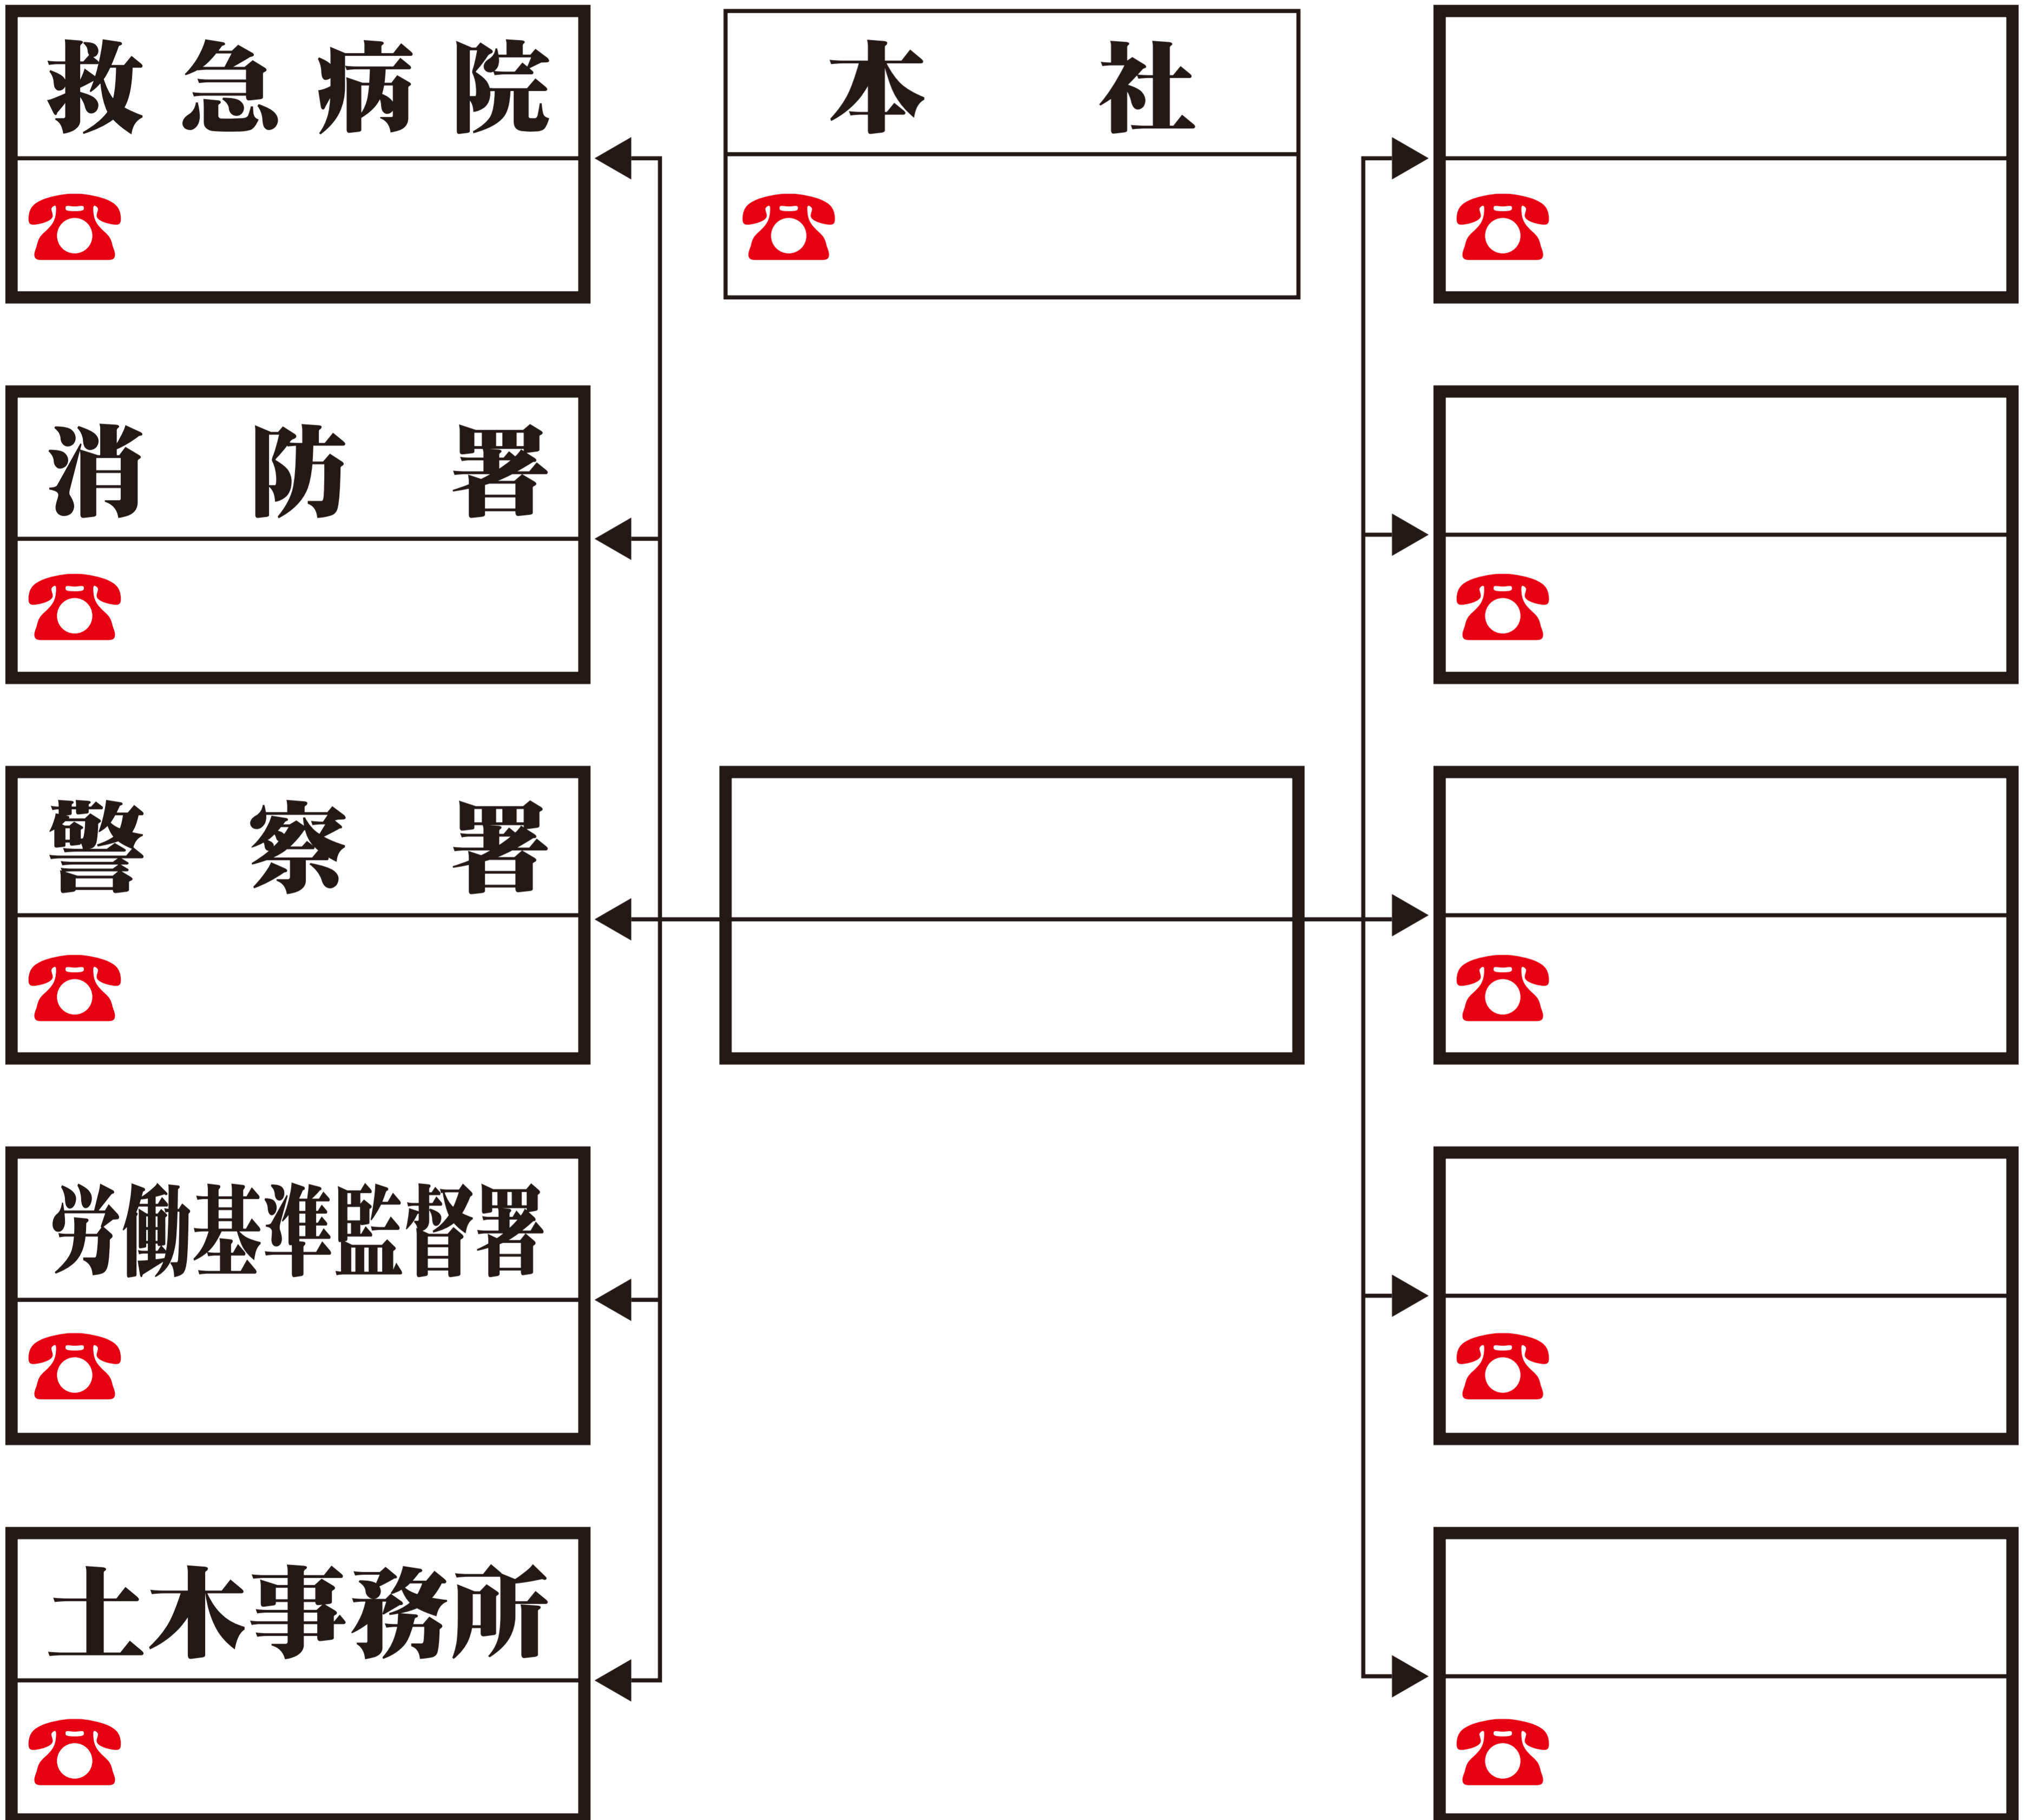 救急病院
本社
消防署
警察署
労働基準監督署
土木事務所